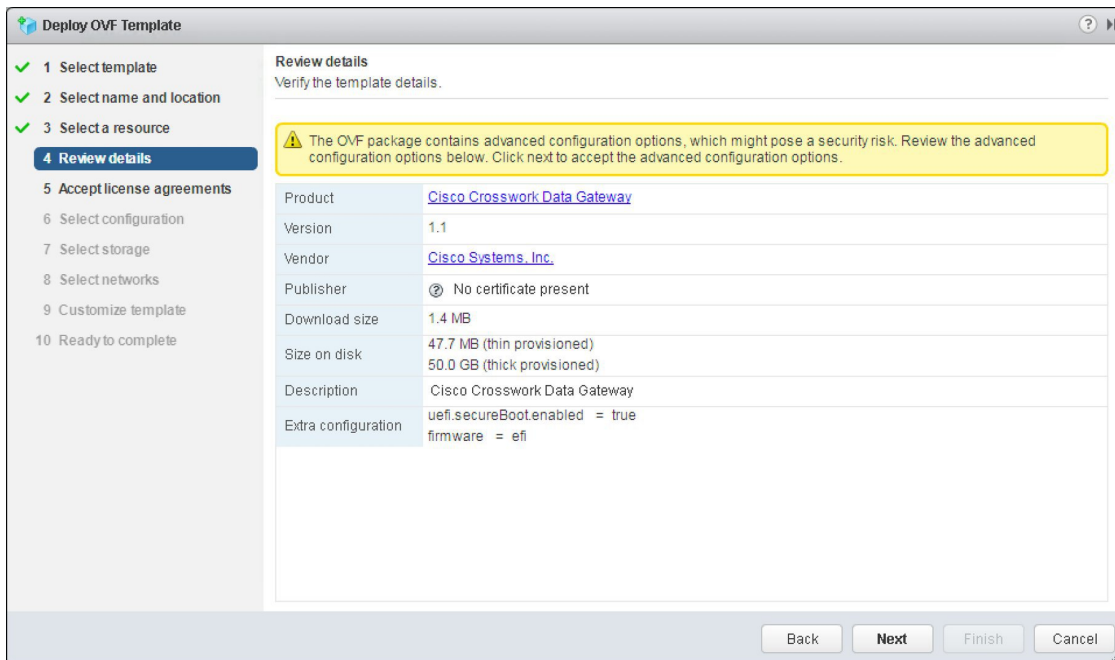 Deploy OVF Template
?
1 Select template
2 Select name and location
3 Select a resource
4 Review details
5 Accept license agreements
6 Select configuration
7 Select storage
8 Select networks
9 Customize template
10 Ready to complete
Review details
Verify the template details.
The OVF package contains advanced configuration options, which might pose a security risk. Review the advanced
configuration options below. Click next to accept the advanced configuration options.
Product Cisco Crosswork Data Gateway
Version 1.1
Vendor Cisco Systems, Inc.
Publisher ? No certificate present
Download size 1.4 MB
Size on disk 47.7 MB (thin provisioned)
50.0 GB (thick provisioned)
Description Cisco Crosswork Data Gateway
Extra configuration uefi.secureBoot.enabled = true
firmware = efi
Back Next Finish Cancel